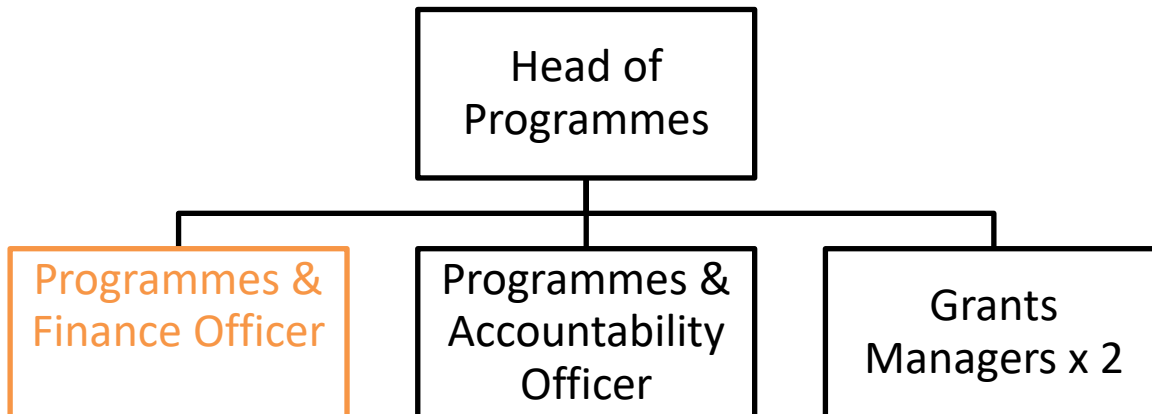 Head of
Programmes
Programmes &
Finance Officer
Programmes &
Accountability
Officer
Grants
Managers x 2